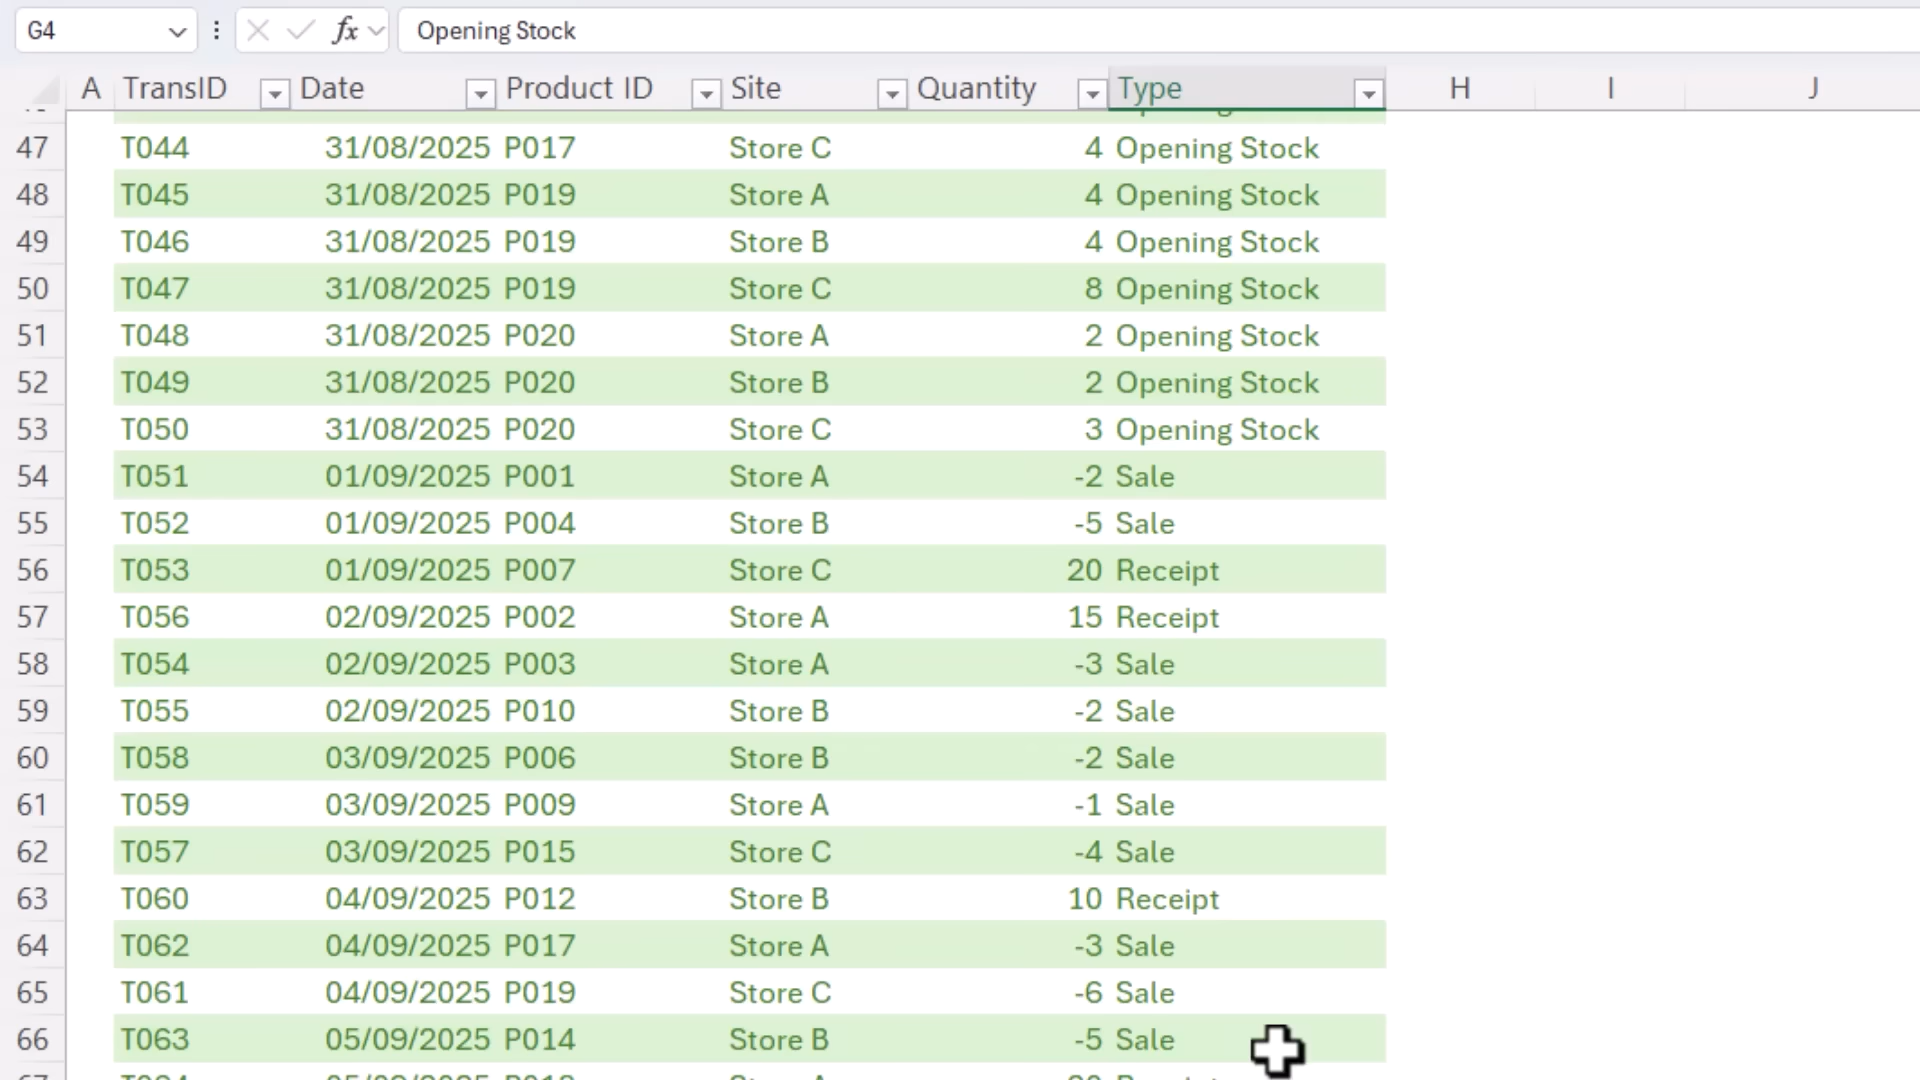 G4 fx Opening Stock
A TransID Date Product ID Site Quantity Type H I J
47 T044 31/08/2025 P017 Store C 4 Opening Stock
48 T045 31/08/2025 P019 Store A 4 Opening Stock
49 T046 31/08/2025 P019 Store B 4 Opening Stock
50 T047 31/08/2025 P019 Store C 8 Opening Stock
51 T048 31/08/2025 P020 Store A 2 Opening Stock
52 T049 31/08/2025 P020 Store B 2 Opening Stock
53 T050 31/08/2025 P020 Store C 3 Opening Stock
54 T051 01/09/2025 P001 Store A -2 Sale
55 T052 01/09/2025 P004 Store B -5 Sale
56 T053 01/09/2025 P007 Store C 20 Receipt
57 T056 02/09/2025 P002 Store A 15 Receipt
58 T054 02/09/2025 P003 Store A -3 Sale
59 T055 02/09/2025 P010 Store B -2 Sale
60 T058 03/09/2025 P006 Store B -2 Sale
61 T059 03/09/2025 P009 Store A -1 Sale
62 T057 03/09/2025 P015 Store C -4 Sale
63 T060 04/09/2025 P012 Store B 10 Receipt
64 T062 04/09/2025 P017 Store A -3 Sale
65 T061 04/09/2025 P019 Store C -6 Sale
66 T063 05/09/2025 P014 Store B -5 Sale